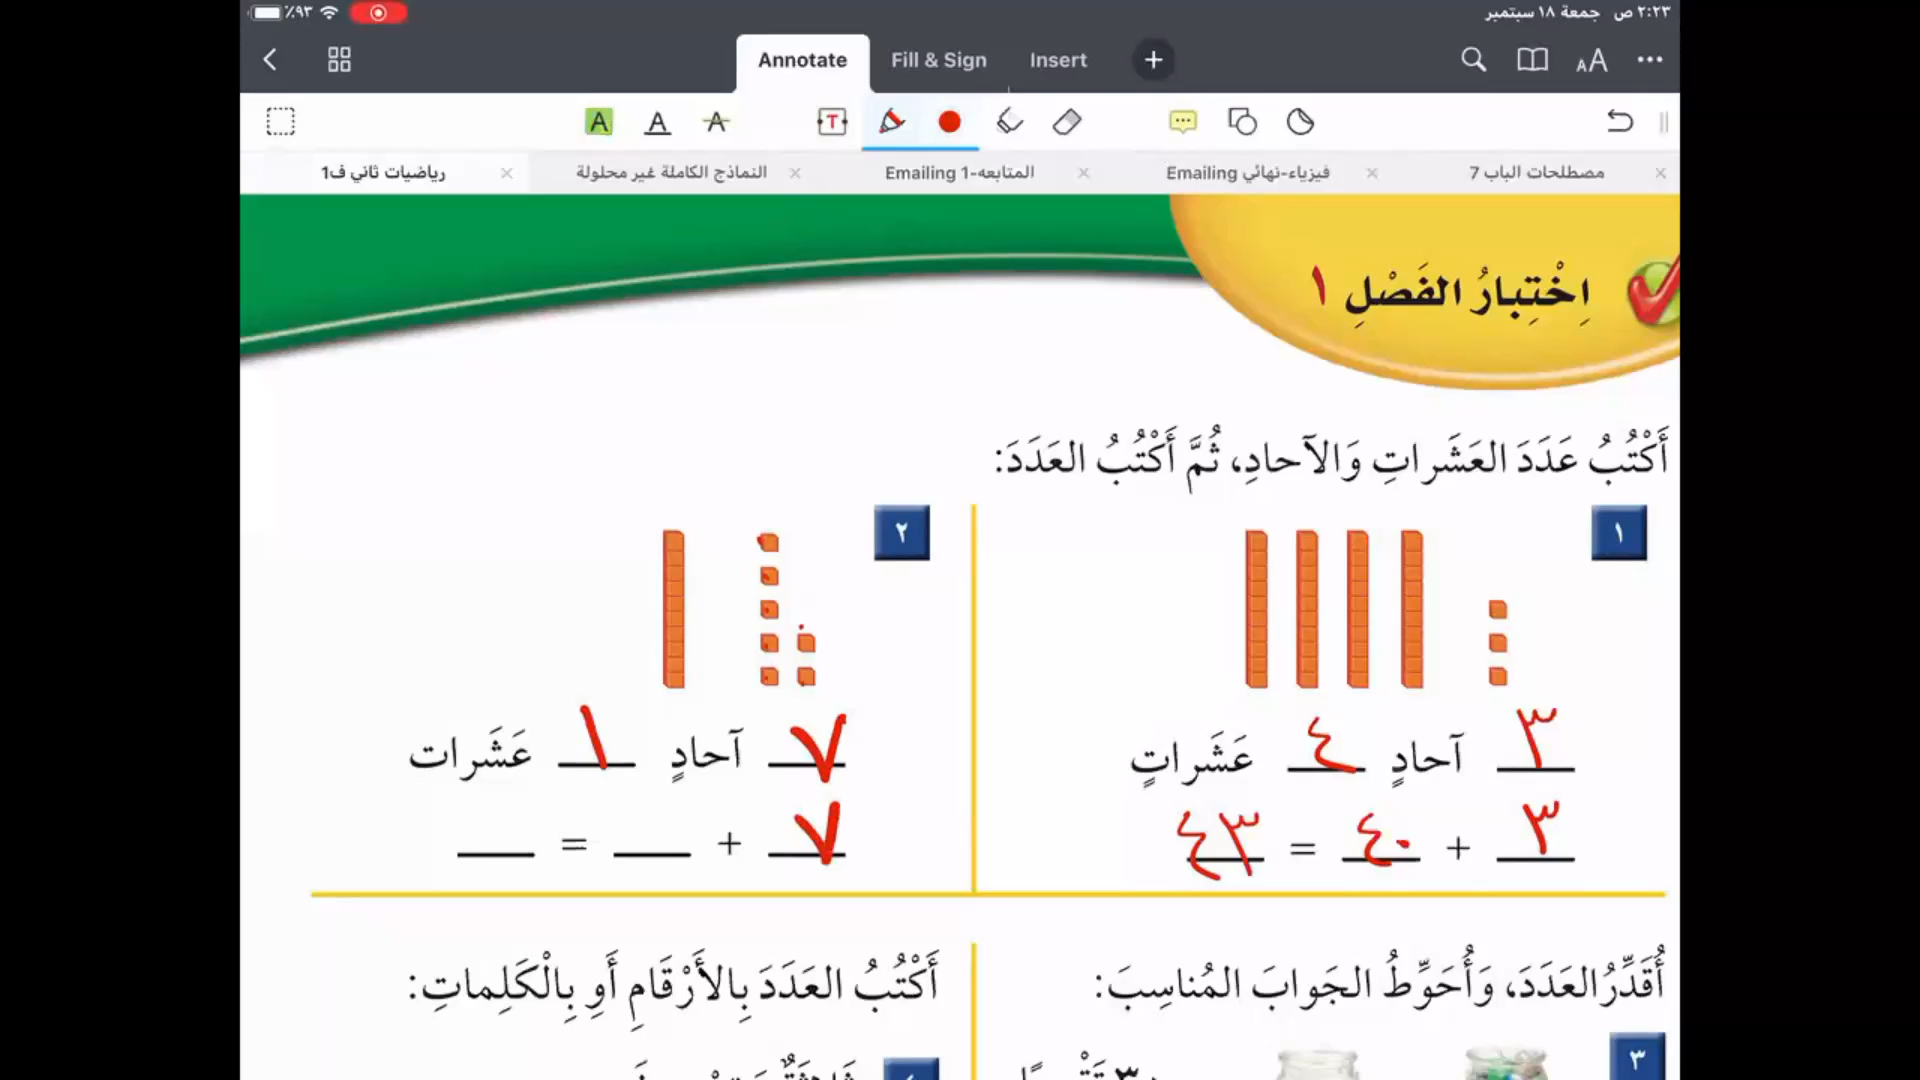 ٢:٢٣ ص جمعة ١٨ سبتمبر
٩٣٪
Annotate Fill & Sign Insert
رياضيات ثاني ف1
النماذج الكاملة غير محلولة
المتابعه-1 Emailing
فيزياء-نهائي Emailing
مصطلحات الباب 7
اِخْتِبارُ الفَصْلِ ١
أَكْتُبُ عَدَدَ العَشَراتِ وَالآحادِ، ثُمَّ أَكْتُبُ العَدَدَ:
١
٣ آحادٍ ٤ عَشَراتٍ
٣ + ٤٠ = ٤٣
٢
٧ آحادٍ ١ عَشَرات
٧ + ___ = ___
أُقَدِّرُ العَدَدَ، وَأُحَوِّطُ الجَوابَ المُناسِبَ:
٣
أَكْتُبُ العَدَدَ بِالأَرْقَامِ أَوِ بِالْكَلِماتِ: